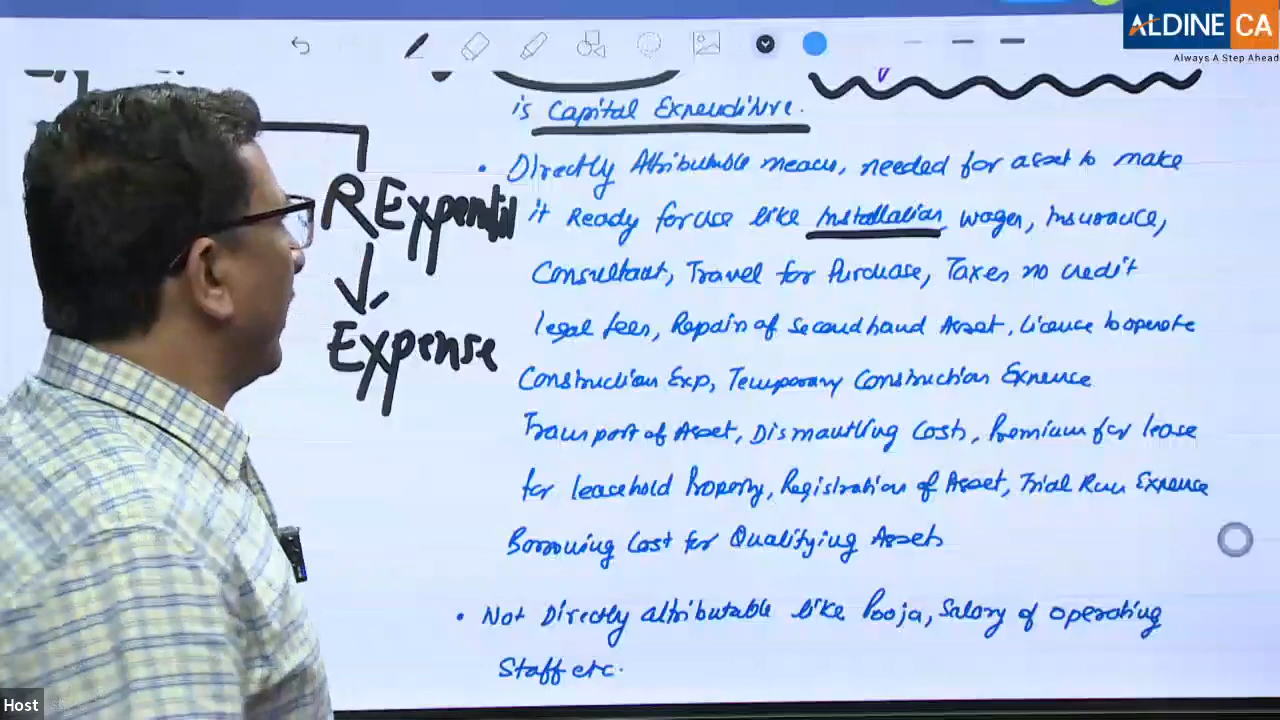 ALDINE CA
Always A Step Ahead
is Capital Expenditure.
• Directly Attributable means, needed for asset to make
it Ready for use like Installation, wages, Insurance,
Consultant, Travel for Purchase, Taxes no credit
legal fees, Repairs of second hand Asset, Licence to operate
Construction Exp, Temporary Construction Expence
Transport of Asset, Dismantling Costs, Premium for lease
for leasehold Property, Registration of Asset, Trial Run Expense
Borrowing Cost for Qualifying Assets
• Not Directly attributable like Pooja, Salary of operating
Staff etc.
R Expenditi
Expense
Host